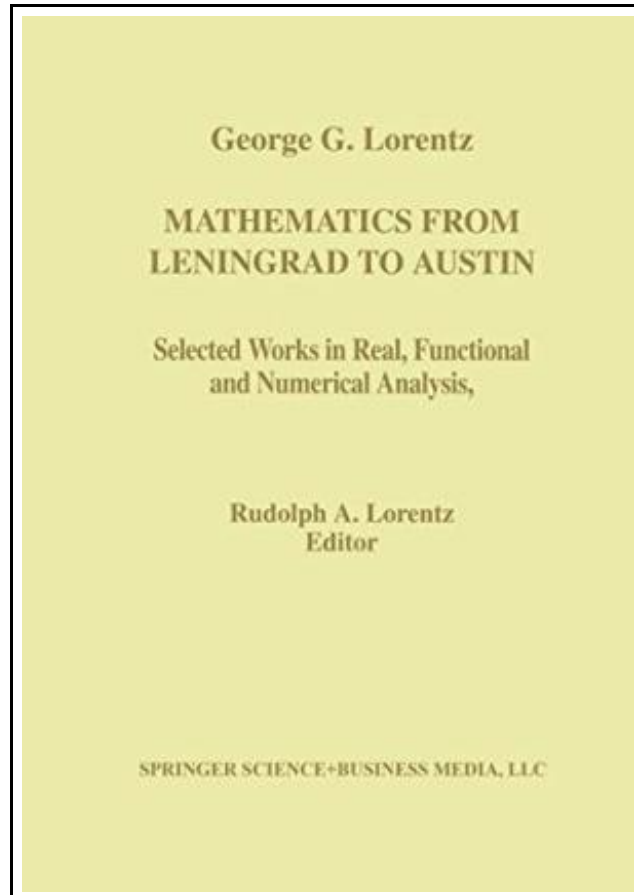 George G. Lorentz
MATHEMATICS FROM
LENINGRAD TO AUSTIN
Selected Works in Real, Functional
and Numerical Analysis,
Rudolph A. Lorentz
Editor
SPRINGER SCIENCE+BUSINESS MEDIA, LLC